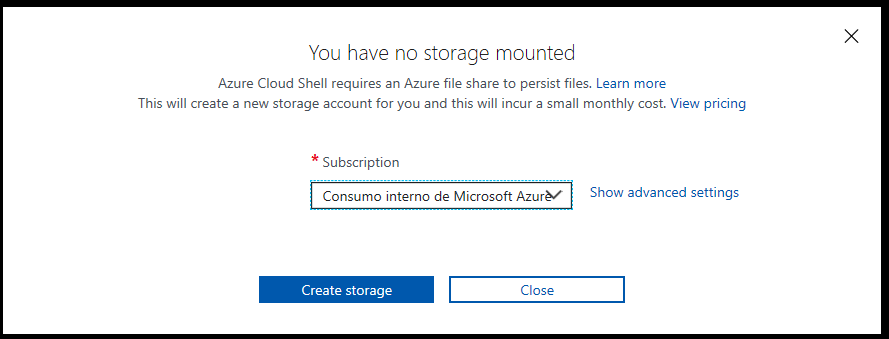 You have no storage mounted
Azure Cloud Shell requires an Azure file share to persist files. Learn more
This will create a new storage account for you and this will incur a small monthly cost. View pricing
* Subscription
Consumo interno de Microsoft Azure
Show advanced settings
Create storage
Close